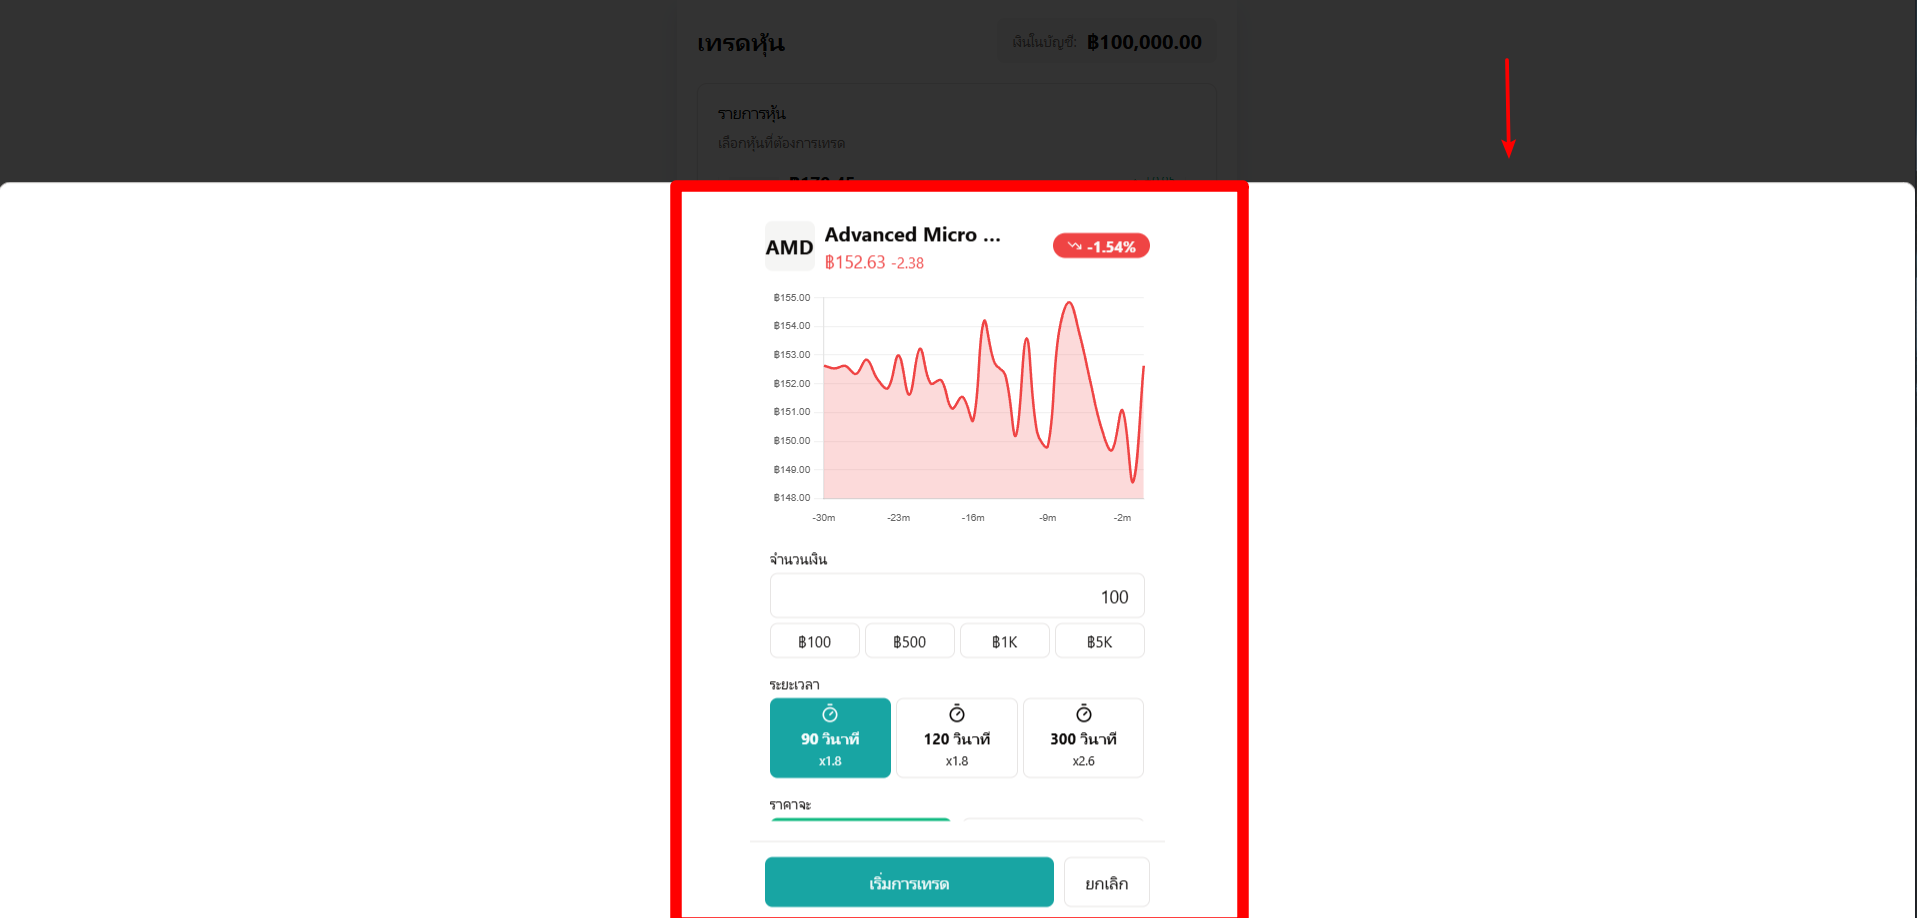 เทรดหุ้น
เงินในบัญชี: ฿100,000.00
รายการหุ้น
เลือกหุ้นที่ต้องการเทรด
AMD
Advanced Micro ...
฿152.63 -2.38
-1.54%
฿155.00
฿154.00
฿153.00
฿152.00
฿151.00
฿150.00
฿149.00
฿148.00
-30m -23m -16m -9m -2m
จำนวนเงิน
100
฿100 ฿500 ฿1K ฿5K
ระยะเวลา
90 วินาที 120 วินาที 300 วินาที
x1.8 x1.8 x2.6
ราคาจะ
เริ่มการเทรด ยกเลิก